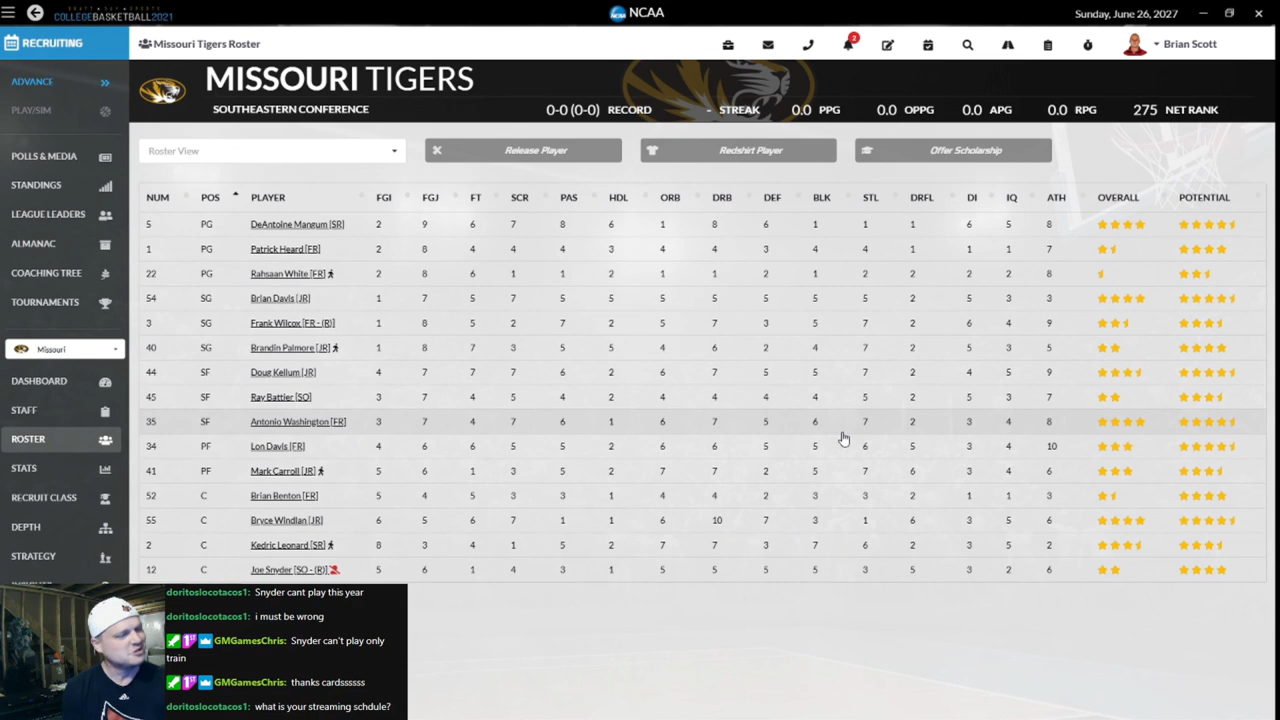 DRAFT DAY SPORTS
COLLEGEBASKETBALL2021
NCAA
Sunday, June 26, 2027
RECRUITING
Missouri Tigers Roster
2
Brian Scott
ADVANCE
PLAY/SIM
POLLS & MEDIA
STANDINGS
LEAGUE LEADERS
ALMANAC
COACHING TREE
TOURNAMENTS
Missouri
DASHBOARD
STAFF
ROSTER
STATS
RECRUIT CLASS
DEPTH
STRATEGY
MISSOURI TIGERS
SOUTHEASTERN CONFERENCE
0-0 (0-0) RECORD - STREAK 0.0 PPG 0.0 OPPG 0.0 APG 0.0 RPG 275 NET RANK
Roster View Release Player Redshirt Player Offer Scholarship
NUM POS PLAYER FGI FGJ FT SCR PAS HDL ORB DRB DEF BLK STL DRFL DI IQ ATH OVERALL POTENTIAL
5 PG DeAntoine Mangum [SR] 2 9 6 7 8 6 1 8 6 1 1 1 6 5 8
1 PG Patrick Heard [FR] 2 8 4 4 4 3 4 4 3 4 4 1 1 1 7
22 PG Rahsaan White [FR] 2 8 6 1 1 2 1 1 2 1 2 2 2 2 8
54 SG Brian Davis [JR] 1 7 5 7 5 5 5 5 5 5 5 2 5 3 3
3 SG Frank Wilcox [FR - (R)] 1 8 5 2 7 2 5 7 3 5 7 2 6 4 9
40 SG Brandin Palmore [JR] 1 8 7 3 5 5 4 6 2 4 7 2 5 3 5
44 SF Doug Kellum [JR] 4 7 7 7 6 2 6 7 5 5 7 2 4 5 9
45 SF Ray Battier [SO] 3 7 4 5 4 2 4 4 4 4 5 2 5 3 7
35 SF Antonio Washington [FR] 3 7 4 7 6 1 6 7 5 6 7 2 3 4 8
34 PF Lon Davis [FR] 4 6 6 5 5 2 6 6 5 5 6 5 3 4 10
41 PF Mark Carroll [JR] 5 6 1 3 5 2 7 7 2 5 7 6 3 4 6
52 C Brian Benton [FR] 5 4 5 3 3 1 4 4 2 3 3 2 1 1 3
55 C Bryce Windlan [JR] 6 5 6 7 1 1 6 10 7 3 1 6 3 5 6
2 C Kedric Leonard [SR] 8 3 4 1 5 2 7 7 3 7 6 2 3 5 2
12 C Joe Snyder [SO - (R)] 5 6 1 4 3 1 5 5 5 5 3 5 3 2 6
doritoslocotacos1: Snyder cant play this year
doritoslocotacos1: i must be wrong
GMGamesChris: Snyder can't play only
train
GMGamesChris: thanks cardssssss
doritoslocotacos1: what is your streaming schdule?